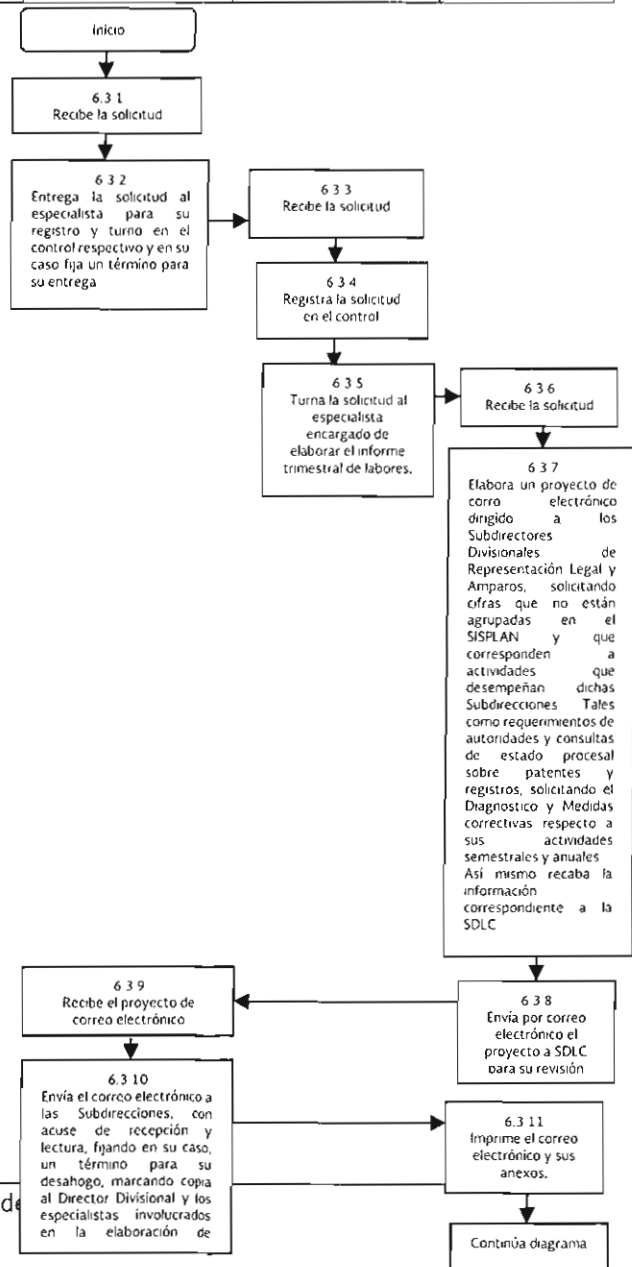 Inicio
6.3 1
Recibe la solicitud
6 3 2
Entrega la solicitud al
especialista para su
registro y turno en el
control respectivo y en su
caso fija un término para
su entrega
6 3 3
Recibe la solicitud
6 3 4
Registra la solicitud
en el control
6 3 5
Turna la solicitud al
especialista
encargado de
elaborar el informe
trimestral de labores.
6 3 6
Recibe la solicitud
6 3 7
Elabora un proyecto de
corro electrónico
dirigido a los
Subdirectores
Divisionales de
Representación Legal y
Amparos, solicitando
cifras que no están
agrupadas en el
SISPLAN y que
corresponden a
actividades que
desempeñan dichas
Subdirecciones Tales
como requerimientos de
autoridades y consultas
de estado procesal
sobre patentes y
registros, solicitando el
Diagnostico y Medidas
correctivas respecto a
sus actividades
semestrales y anuales
Así mismo recaba la
información
correspondiente a la
SDLC
6 3 8
Envía por correo
electrónico el
proyecto a SDLC
para su revisión
6 3 9
Recibe el proyecto de
correo electrónico
6.3 10
Envía el correo electrónico a
las Subdirecciones, con
acuse de recepción y
lectura, fijando en su caso,
un término para su
desahogo, marcando copia
al Director Divisional y los
especialistas involucrados
en la elaboración de
6.3 11
Imprime el correo
electrónico y sus
anexos.
de
Continúa diagrama